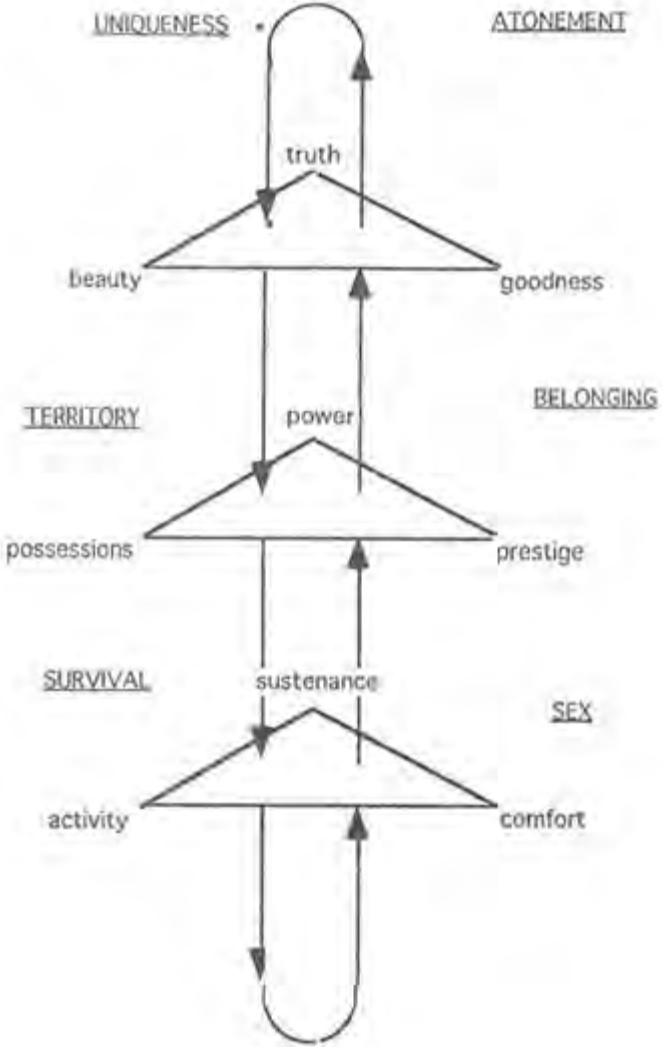 UNIQUENESS
ATONEMENT
truth
beauty
goodness
TERRITORY
power
BELONGING
possessions
prestige
SURVIVAL
sustenance
SEX
activity
comfort